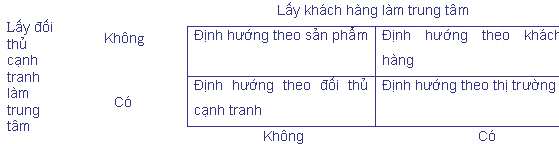 Lấy khách hàng làm trung tâm
Lấy đối
thủ
cạnh
tranh
làm
trung
tâm
Không
Định hướng theo sản phẩm
Định hướng theo khách
hàng
Có
Định hướng theo đối thủ
cạnh tranh
Định hướng theo thị trường
Không
Có